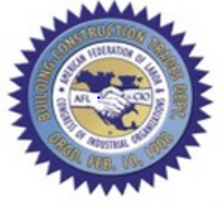 BUILDING & CONSTRUCTION TRADES DEPT.
ORGD. FEB. 10, 1908
AMERICAN FEDERATION OF LABOR &
CONGRESS OF INDUSTRIAL ORGANIZATIONS
AFL CIO